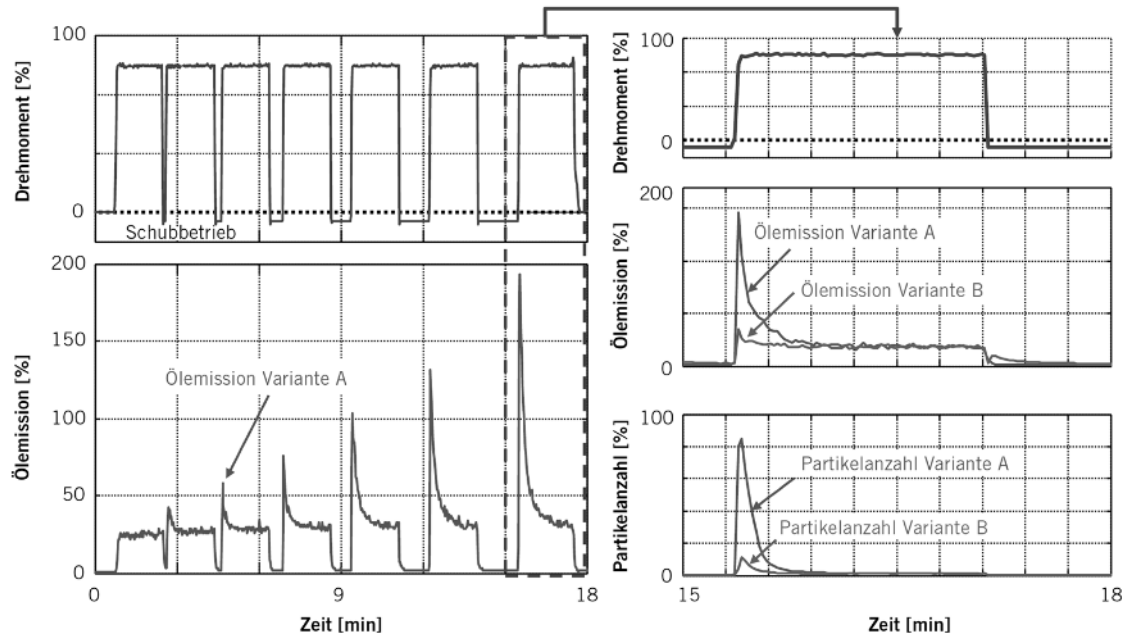 Drehmoment [%]
100
0
Schubbetrieb
Ölemission [%]
200
150
100
50
0
Ölemission Variante A
0
9
18
Zeit [min]
Drehmoment [%]
100
0
Ölemission [%]
200
0
Ölemission Variante A
Ölemission Variante B
Partikelanzahl [%]
100
0
Partikelanzahl Variante A
Partikelanzahl Variante B
15
18
Zeit [min]